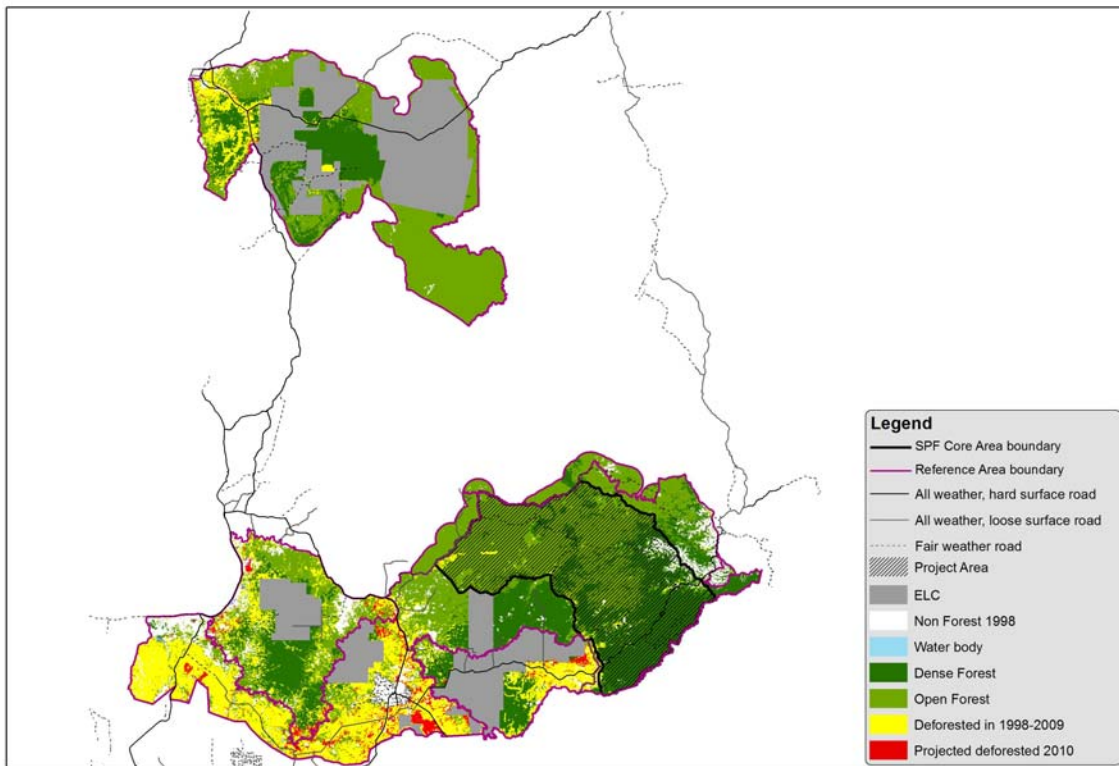 Legend
SPF Core Area boundary
Reference Area boundary
All weather, hard surface road
All weather, loose surface road
Fair weather road
Project Area
ELC
Non Forest 1998
Water body
Dense Forest
Open Forest
Deforested in 1998-2009
Projected deforested 2010